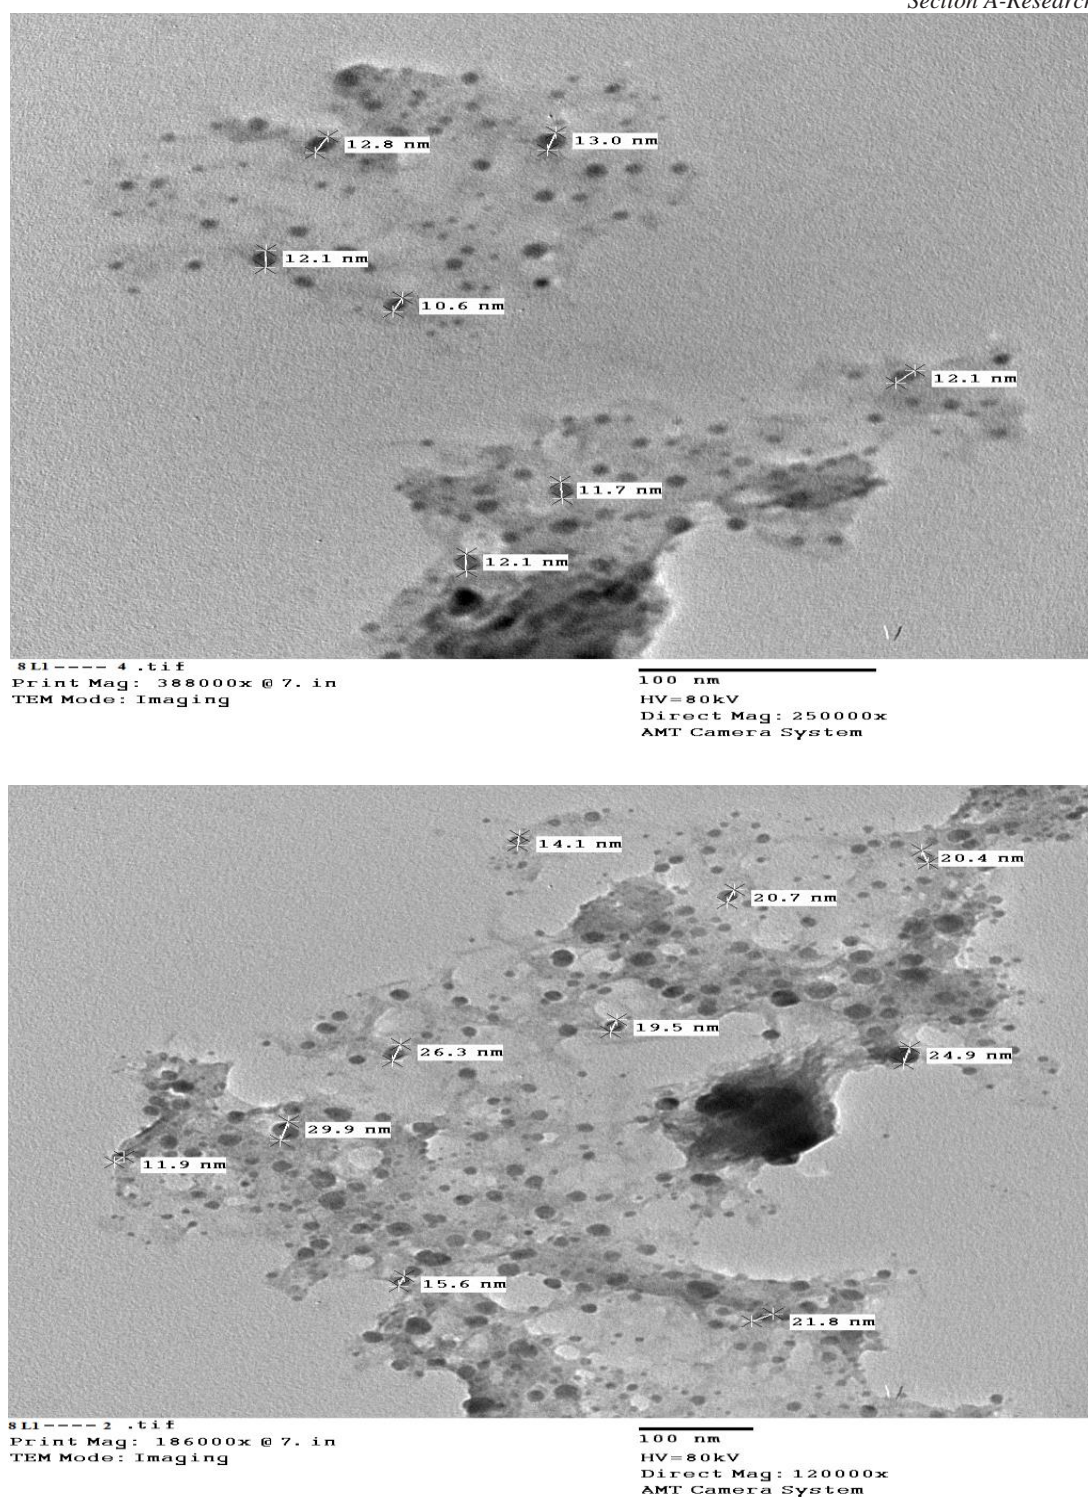 Section A-Research
12.8 nm
13.0 nm
12.1 nm
10.6 nm
12.1 nm
11.7 nm
12.1 nm
8L1---- 4 .tif
Print Mag: 388000x @ 7. in
TEM Mode: Imaging
100 nm
HV=80kV
Direct Mag: 250000x
AMT Camera System
14.1 nm
20.4 nm
20.7 nm
19.5 nm
26.3 nm
24.9 nm
29.9 nm
11.9 nm
15.6 nm
21.8 nm
8L1---- 2 .tif
Print Mag: 186000x @ 7. in
TEM Mode: Imaging
100 nm
HV=80kV
Direct Mag: 120000x
AMT Camera System